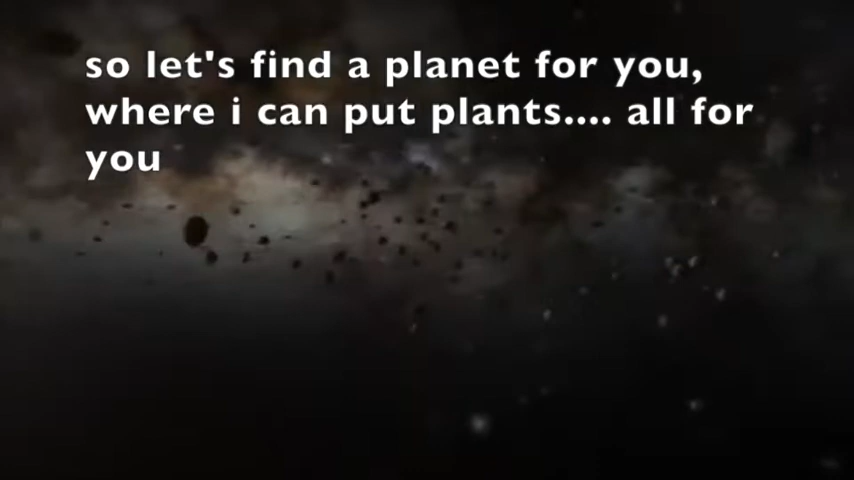 so let's find a planet for you,
where i can put plants.... all for
you